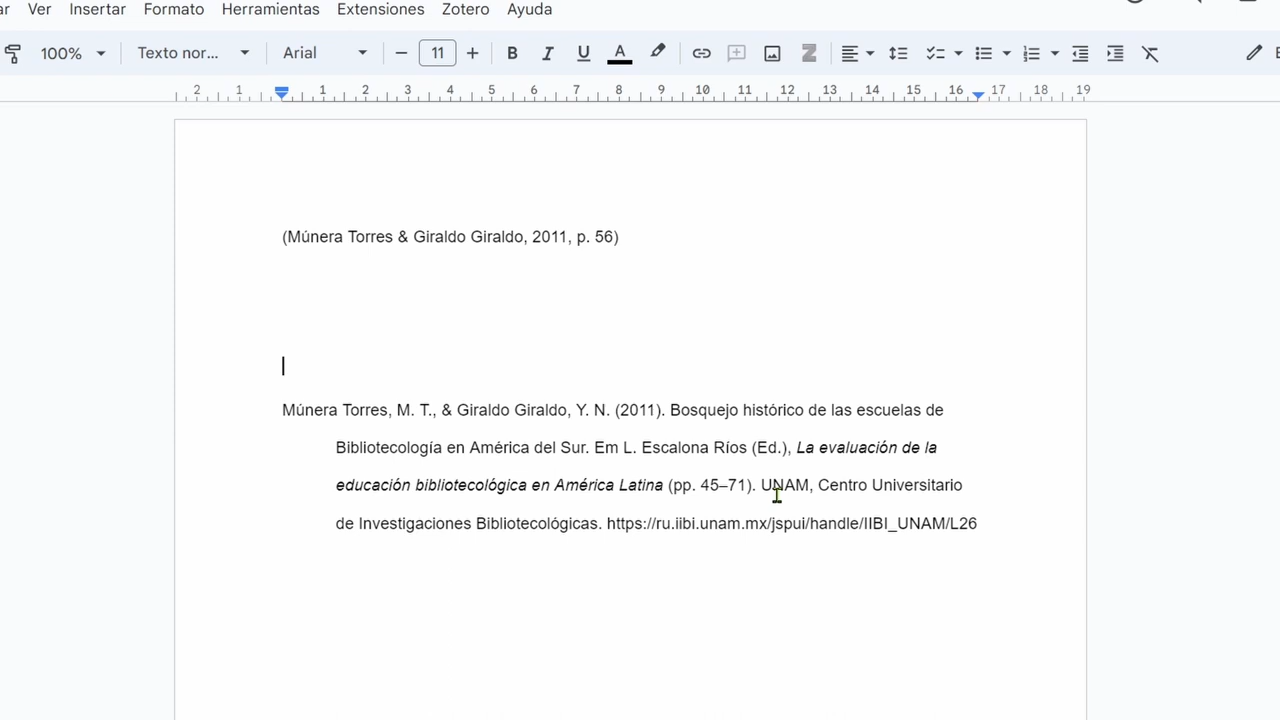 Ver Insertar Formato Herramientas Extensiones Zotero Ayuda
100% Texto nor... Arial 11 B I U A
2 1 1 2 3 4 5 6 7 8 9 10 11 12 13 14 15 16 17 18 19
(Múnera Torres & Giraldo Giraldo, 2011, p. 56)
Múnera Torres, M. T., & Giraldo Giraldo, Y. N. (2011). Bosquejo histórico de las escuelas de
Bibliotecología en América del Sur. Em L. Escalona Ríos (Ed.), La evaluación de la
educación bibliotecológica en América Latina (pp. 45–71). UNAM, Centro Universitario
de Investigaciones Bibliotecológicas. https://ru.iibi.unam.mx/jspui/handle/IIBI_UNAM/L26